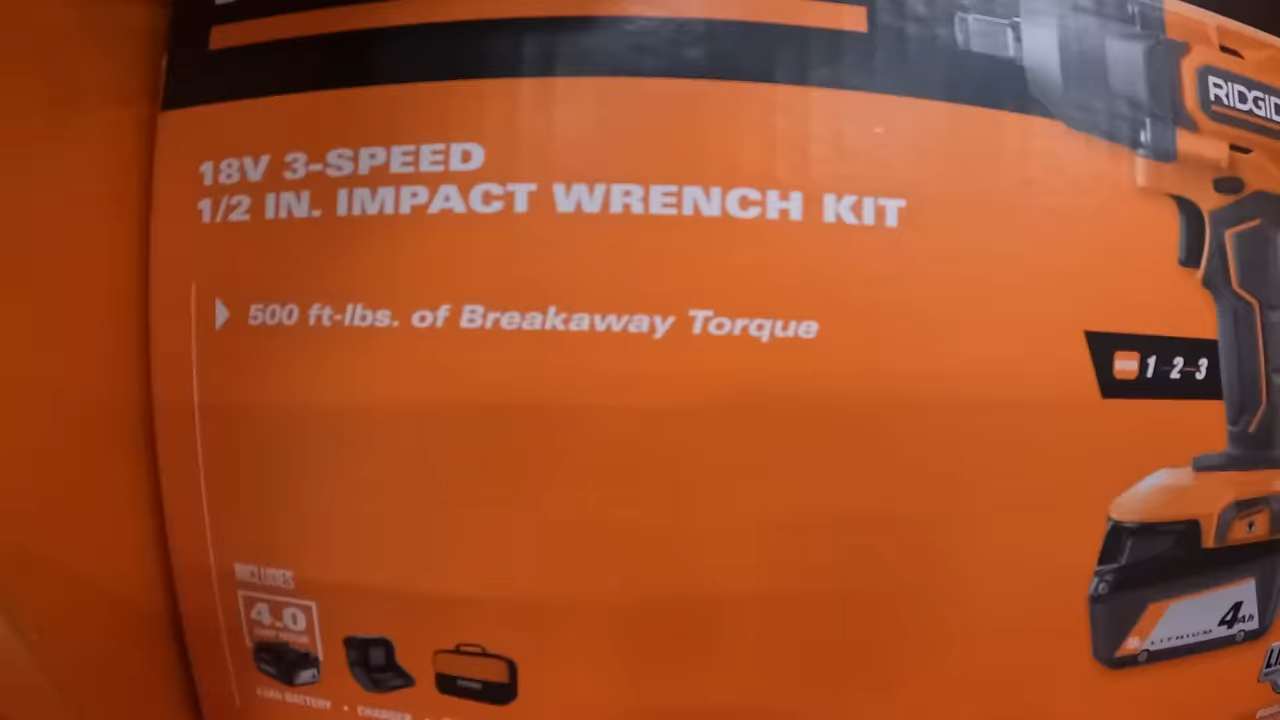 RIDGID
18V 3-SPEED
1/2 IN. IMPACT WRENCH KIT
500 ft-lbs. of Breakaway Torque
1-2-3
INCLUDES
4.0
4Ah
LITHIUM
BATTERY • CHARGER •